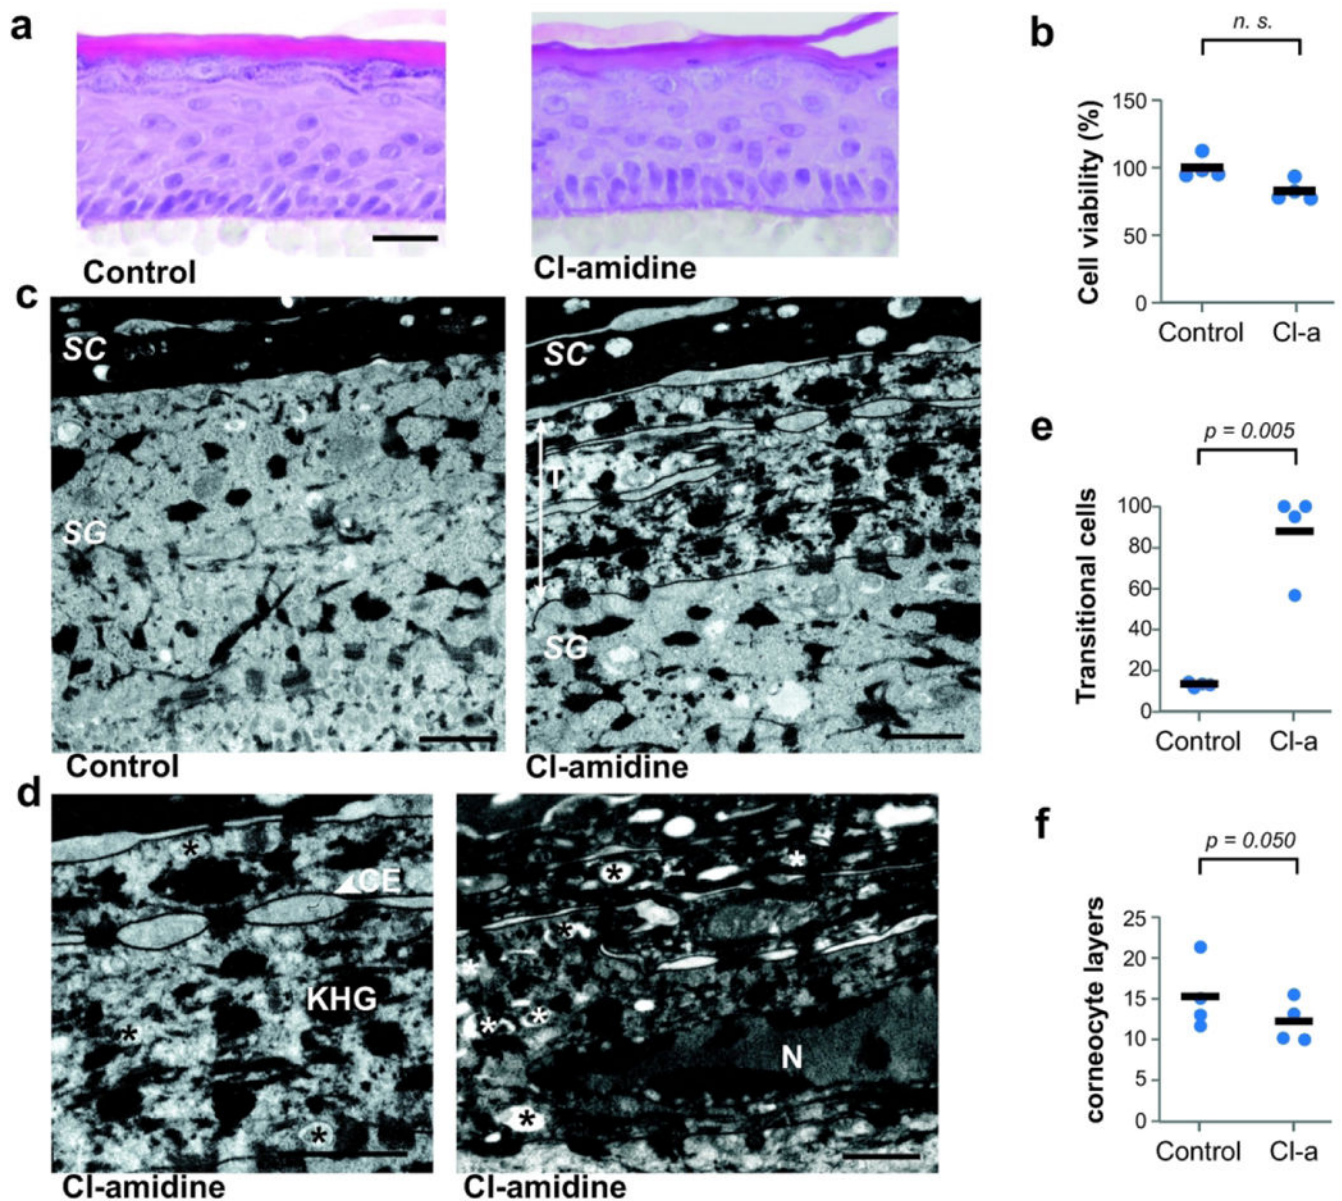 a
Control
Cl-amidine
b
n. s.
Cell viability (%)
150
100
50
0
Control
Cl-a
c
SC
SG
Control
SC
T
SG
Cl-amidine
d
CE
KHG
Cl-amidine
N
Cl-amidine
e
p = 0.005
Transitional cells
100
80
60
40
20
0
Control
Cl-a
f
p = 0.050
corneocyte layers
25
20
15
10
5
0
Control
Cl-a